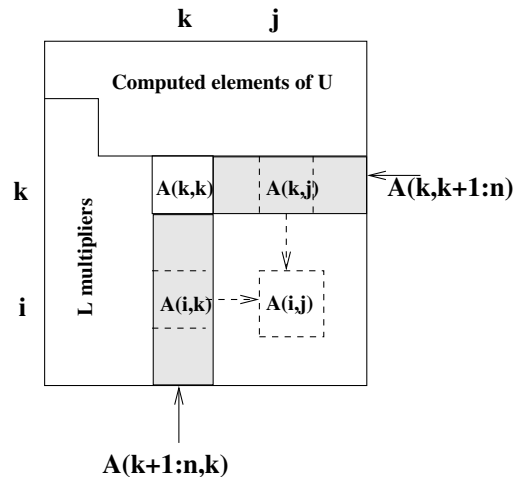 k j
Computed elements of U
k A(k,k) A(k,j) A(k,k+1:n)
L multipliers
i A(i,k) A(i,j)
A(k+1:n,k)